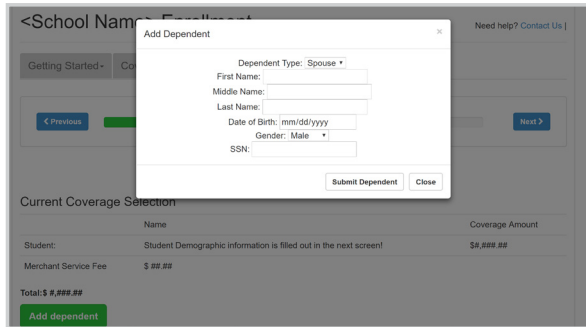 <School Nam
Enrollment
Need help? Contact Us |
Add Dependent
×
Getting Started
Co
Dependent Type: Spouse
First Name:
Middle Name:
Last Name:
Date of Birth: mm/dd/yyyy
Gender: Male
SSN:
Previous
Next
Submit Dependent
Close
Current Coverage Selection
Name
Coverage Amount
Student:
Student Demographic information is filled out in the next screen!
$#,###.##
Merchant Service Fee
$ ##.##
Total:$ #,###.##
Add dependent